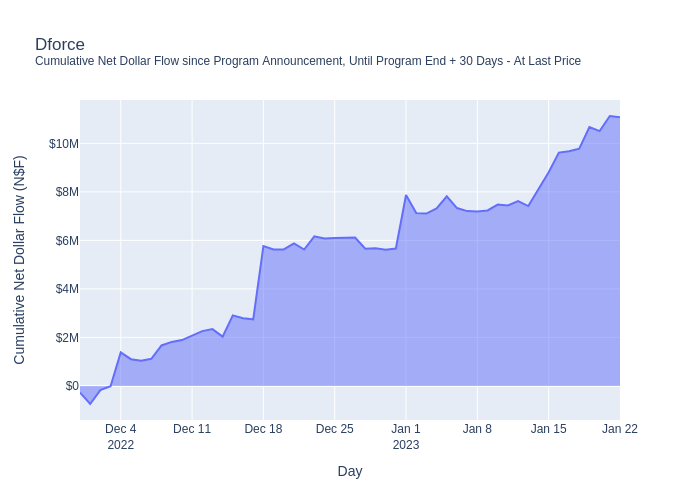 Dforce
Cumulative Net Dollar Flow since Program Announcement, Until Program End + 30 Days - At Last Price
Cumulative Net Dollar Flow (N$F)
$10M
$8M
$6M
$4M
$2M
$0
Dec 4 Dec 11 Dec 18 Dec 25 Jan 1 Jan 8 Jan 15 Jan 22
2022 2023
Day